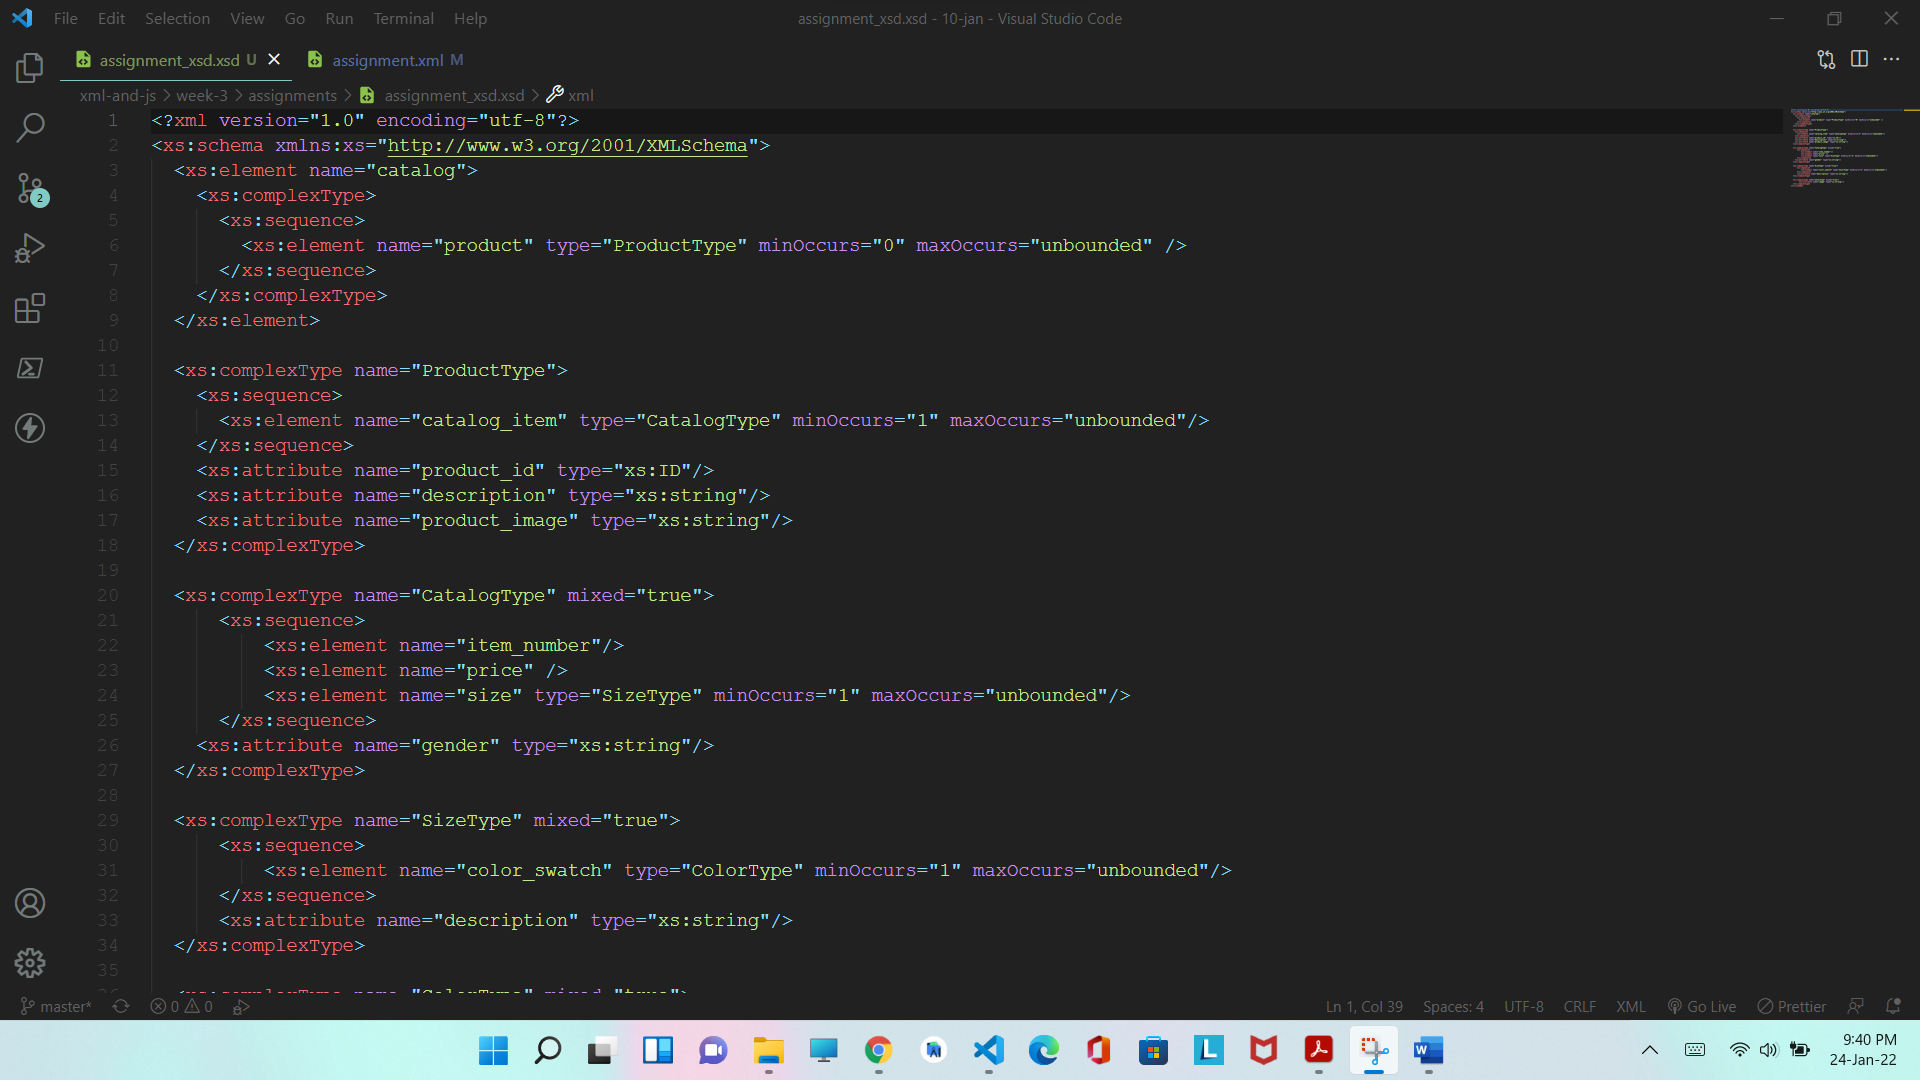 File Edit Selection View Go Run Terminal Help
assignment_xsd.xsd - 10-jan - Visual Studio Code
assignment_xsd.xsd U
assignment.xml M
xml-and-js > week-3 > assignments > assignment_xsd.xsd > xml
1 <?xml version="1.0" encoding="utf-8"?>
2 <xs:schema xmlns:xs="http://www.w3.org/2001/XMLSchema">
3 <xs:element name="catalog">
4 <xs:complexType>
5 <xs:sequence>
6 <xs:element name="product" type="ProductType" minOccurs="0" maxOccurs="unbounded" />
7 </xs:sequence>
8 </xs:complexType>
9 </xs:element>
10
11 <xs:complexType name="ProductType">
12 <xs:sequence>
13 <xs:element name="catalog_item" type="CatalogType" minOccurs="1" maxOccurs="unbounded"/>
14 </xs:sequence>
15 <xs:attribute name="product_id" type="xs:ID"/>
16 <xs:attribute name="description" type="xs:string"/>
17 <xs:attribute name="product_image" type="xs:string"/>
18 </xs:complexType>
19
20 <xs:complexType name="CatalogType" mixed="true">
21 <xs:sequence>
22 <xs:element name="item_number"/>
23 <xs:element name="price" />
24 <xs:element name="size" type="SizeType" minOccurs="1" maxOccurs="unbounded"/>
25 </xs:sequence>
26 <xs:attribute name="gender" type="xs:string"/>
27 </xs:complexType>
28
29 <xs:complexType name="SizeType" mixed="true">
30 <xs:sequence>
31 <xs:element name="color_swatch" type="ColorType" minOccurs="1" maxOccurs="unbounded"/>
32 </xs:sequence>
33 <xs:attribute name="description" type="xs:string"/>
34 </xs:complexType>
35
36 <xs:complexType name="ColorType" mixed="true">
2
master* 0 0
Ln 1, Col 39 Spaces: 4 UTF-8 CRLF XML Go Live Prettier
9:40 PM
24-Jan-22